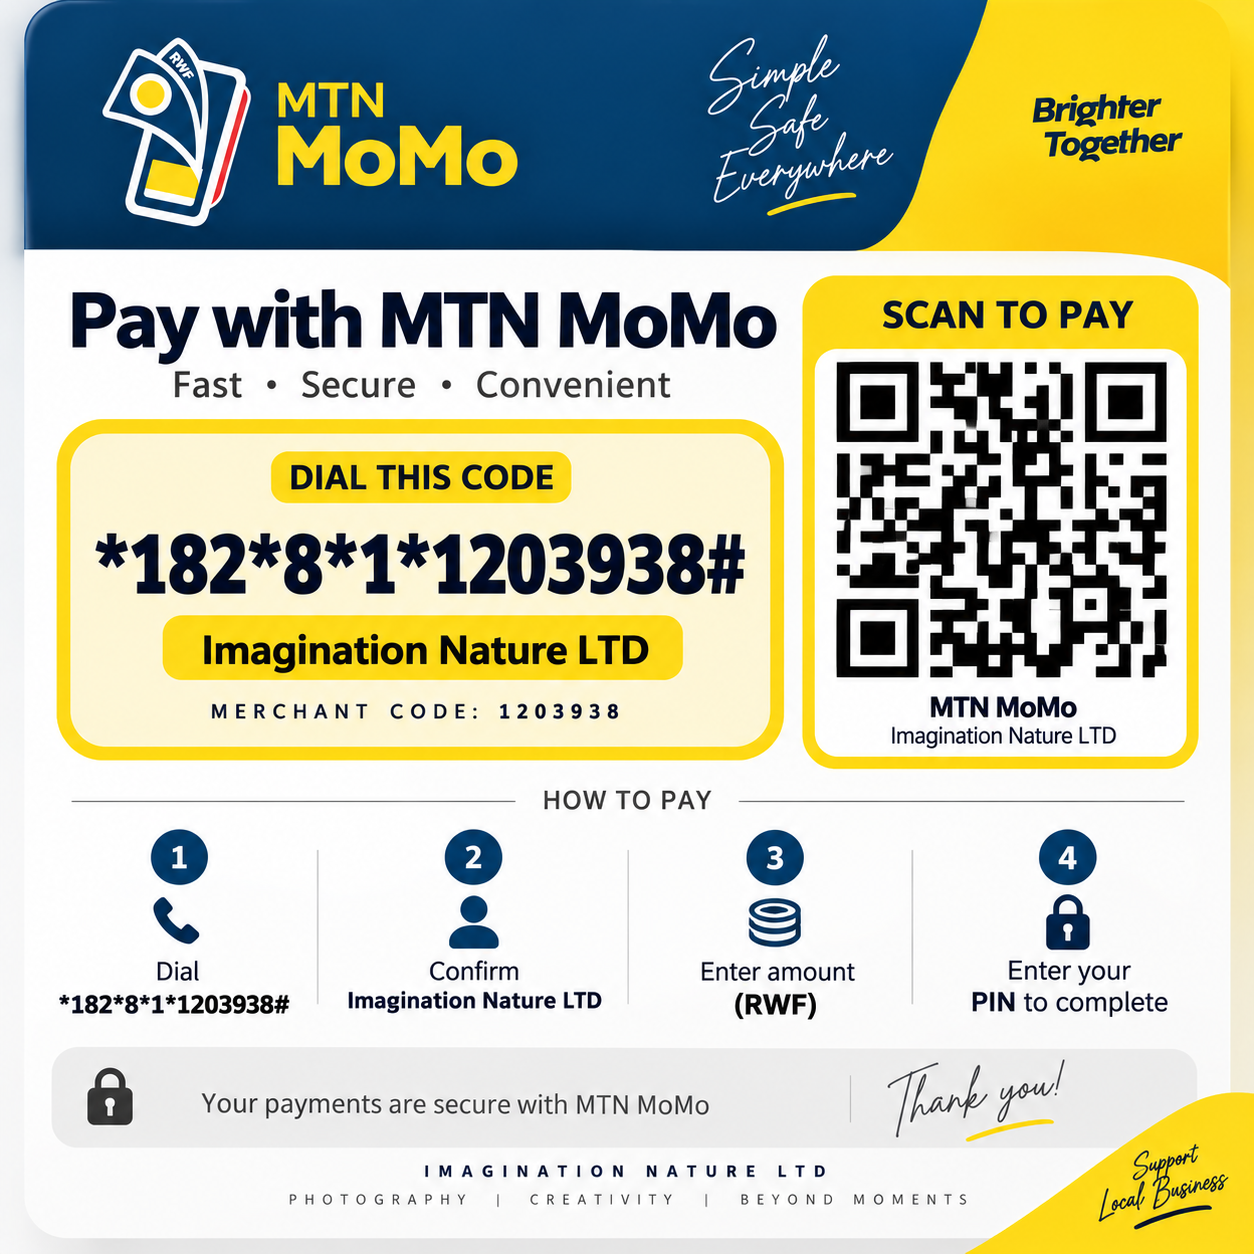 RWF
MTN
MoMo
Simple
Safe
Everywhere
Brighter
Together
Pay with MTN MoMo
Fast • Secure • Convenient
DIAL THIS CODE
*182*8*1*1203938#
Imagination Nature LTD
MERCHANT CODE: 1203938
SCAN TO PAY
MTN MoMo
Imagination Nature LTD
HOW TO PAY
1
Dial
*182*8*1*1203938#
2
Confirm
Imagination Nature LTD
3
Enter amount
(RWF)
4
Enter your
PIN to complete
Your payments are secure with MTN MoMo
Thank you!
IMAGINATION NATURE LTD
PHOTOGRAPHY | CREATIVITY | BEYOND MOMENTS
Support
Local Business